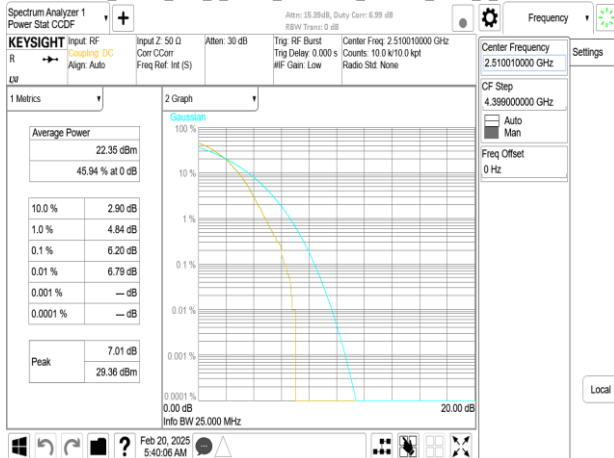 Spectrum Analyzer 1
Power Stat CCDF
Attn: 15.39dB, Duty Corr: 6.99 dB
RBW Trans: 0 dB
Frequency
KEYSIGHT
R
LXI
Input: RF
Coupling: DC
Align: Auto
Input Z: 50 Ω
Corr CCorr
Freq Ref: Int (S)
Atten: 30 dB
Trig: RF Burst
Trig Delay: 0.000 s
#IF Gain: Low
Center Freq: 2.510010000 GHz
Counts: 10.0 k/10.0 kpt
Radio Std: None
Center Frequency
2.510010000 GHz
Settings
CF Step
4.399000000 GHz
Auto
Man
Freq Offset
0 Hz
1 Metrics
2 Graph
Average Power
22.35 dBm
45.94 % at 0 dB
10.0 % 2.90 dB
1.0 % 4.84 dB
0.1 % 6.20 dB
0.01 % 6.79 dB
0.001 % --- dB
0.0001 % --- dB
Peak
7.01 dB
29.36 dBm
Gaussian
100 %
10 %
1 %
0.1 %
0.01 %
0.001 %
0.0001 %
0.00 dB 20.00 dB
Info BW 25.000 MHz
Local
?
Feb 20, 2025
5:40:06 AM